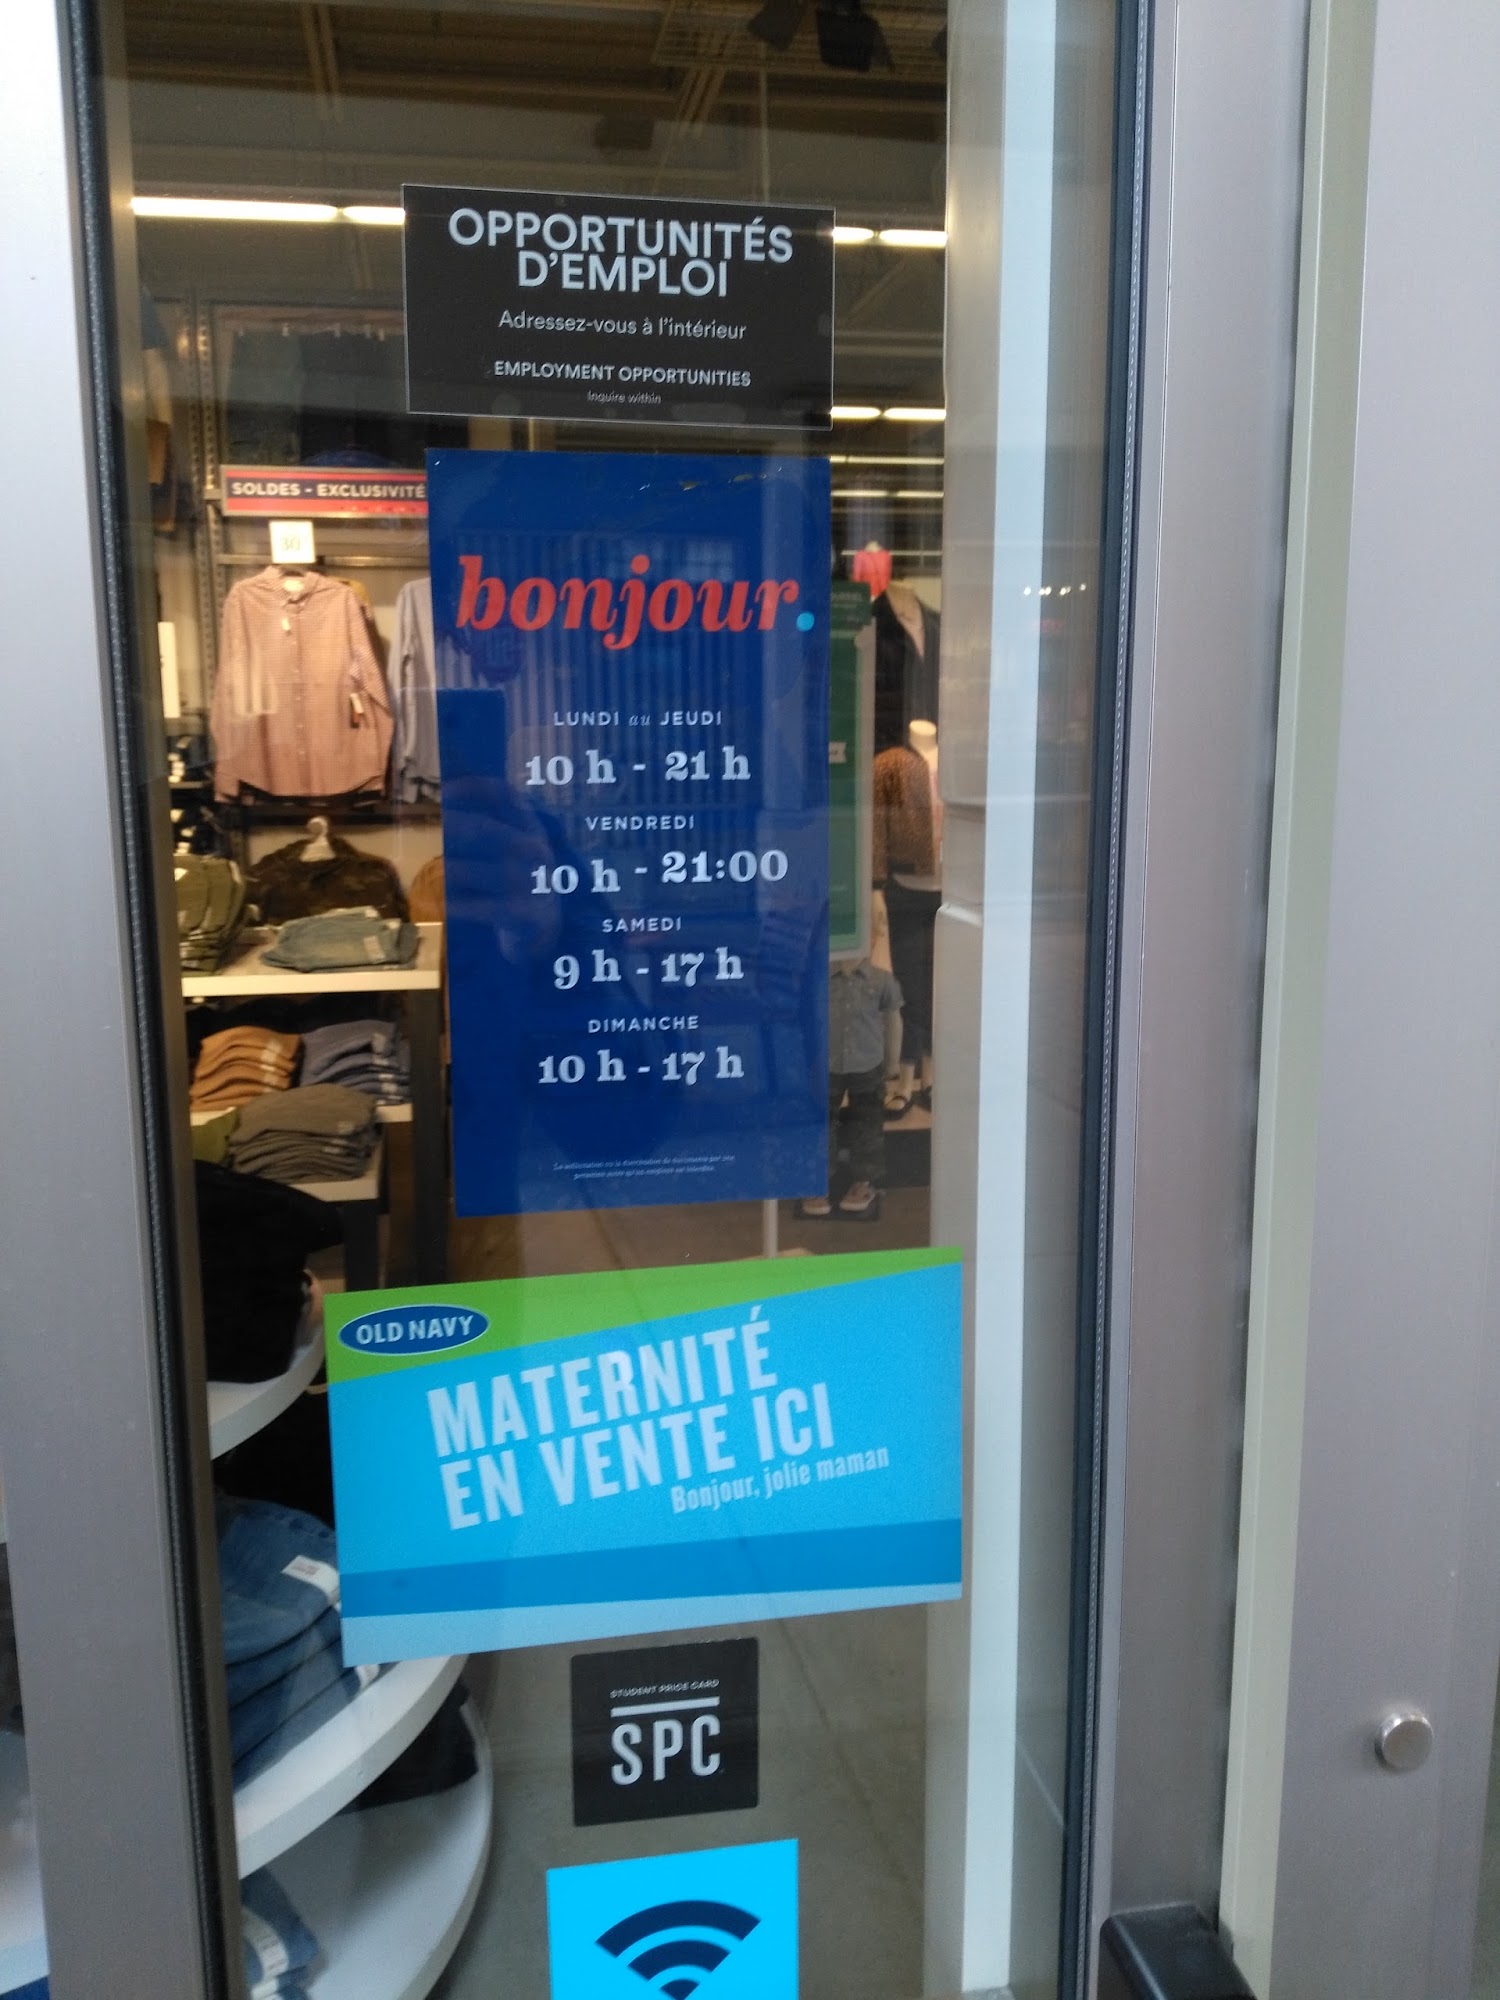 OPPORTUNITÉS
D'EMPLOI
Adressez-vous à l'intérieur
EMPLOYMENT OPPORTUNITIES
Inquire within
SOLDES - EXCLUSIVITÉ
30
bonjour.
LUNDI au JEUDI
10 h - 21 h
VENDREDI
10 h - 21:00
SAMEDI
9 h - 17 h
DIMANCHE
10 h - 17 h
OLD NAVY
MATERNITÉ
EN VENTE ICI
Bonjour, jolie maman
STUDENT PRICE CARD
SPC